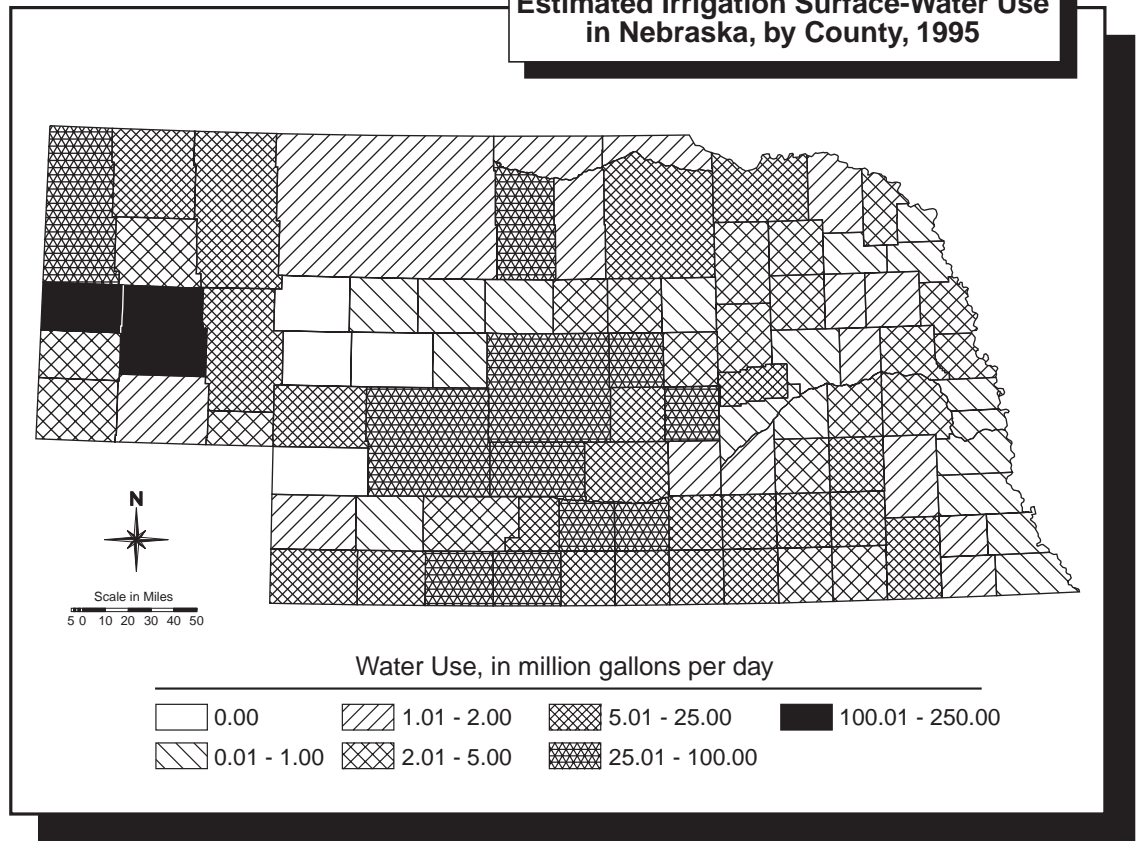 Estimated Irrigation Surface-Water Use
in Nebraska, by County, 1995
N
Scale in Miles
5 0 10 20 30 40 50
Water Use, in million gallons per day
0.00
1.01 - 2.00
5.01 - 25.00
100.01 - 250.00
0.01 - 1.00
2.01 - 5.00
25.01 - 100.00